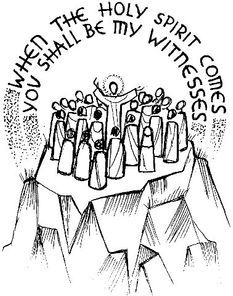 WHEN THE HOLY SPIRIT COMES
YOU SHALL BE MY WITNESSES